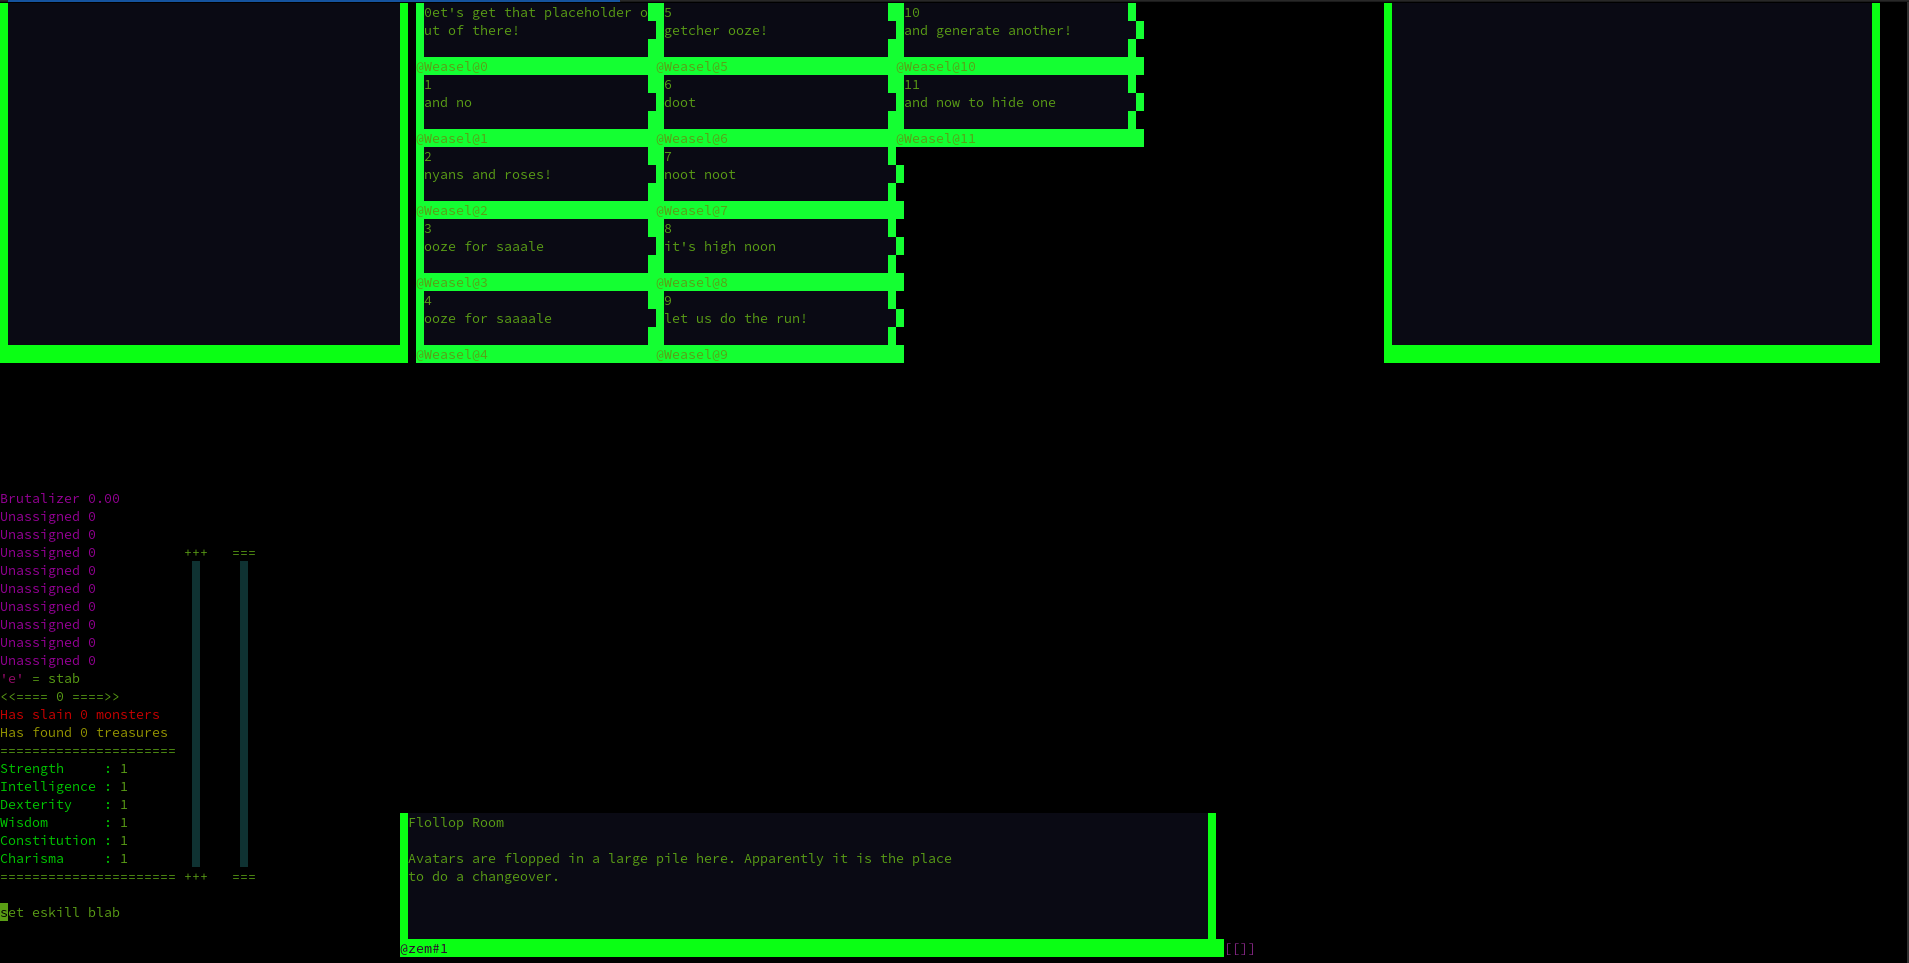 0et's get that placeholder o
ut of there!
@Weasel@0
1
and no
@Weasel@1
2
nyans and roses!
@Weasel@2
3
ooze for saaale
@Weasel@3
4
ooze for saaaale
@Weasel@4
5
getcher ooze!
@Weasel@5
6
doot
@Weasel@6
7
noot noot
@Weasel@7
8
it's high noon
@Weasel@8
9
let us do the run!
@Weasel@9
10
and generate another!
@Weasel@10
11
and now to hide one
@Weasel@11
Brutalizer 0.00
Unassigned 0
Unassigned 0
Unassigned 0
Unassigned 0
Unassigned 0
Unassigned 0
Unassigned 0
Unassigned 0
Unassigned 0
'e' = stab
<<==== 0 ====>>
Has slain 0 monsters
Has found 0 treasures
======================
Strength     : 1
Intelligence : 1
Dexterity    : 1
Wisdom       : 1
Constitution : 1
Charisma     : 1
======================
+++   ===
+++   ===
set eskill blab
Flollop Room
Avatars are flopped in a large pile here. Apparently it is the place
to do a changeover.
@zem#1
[[]]